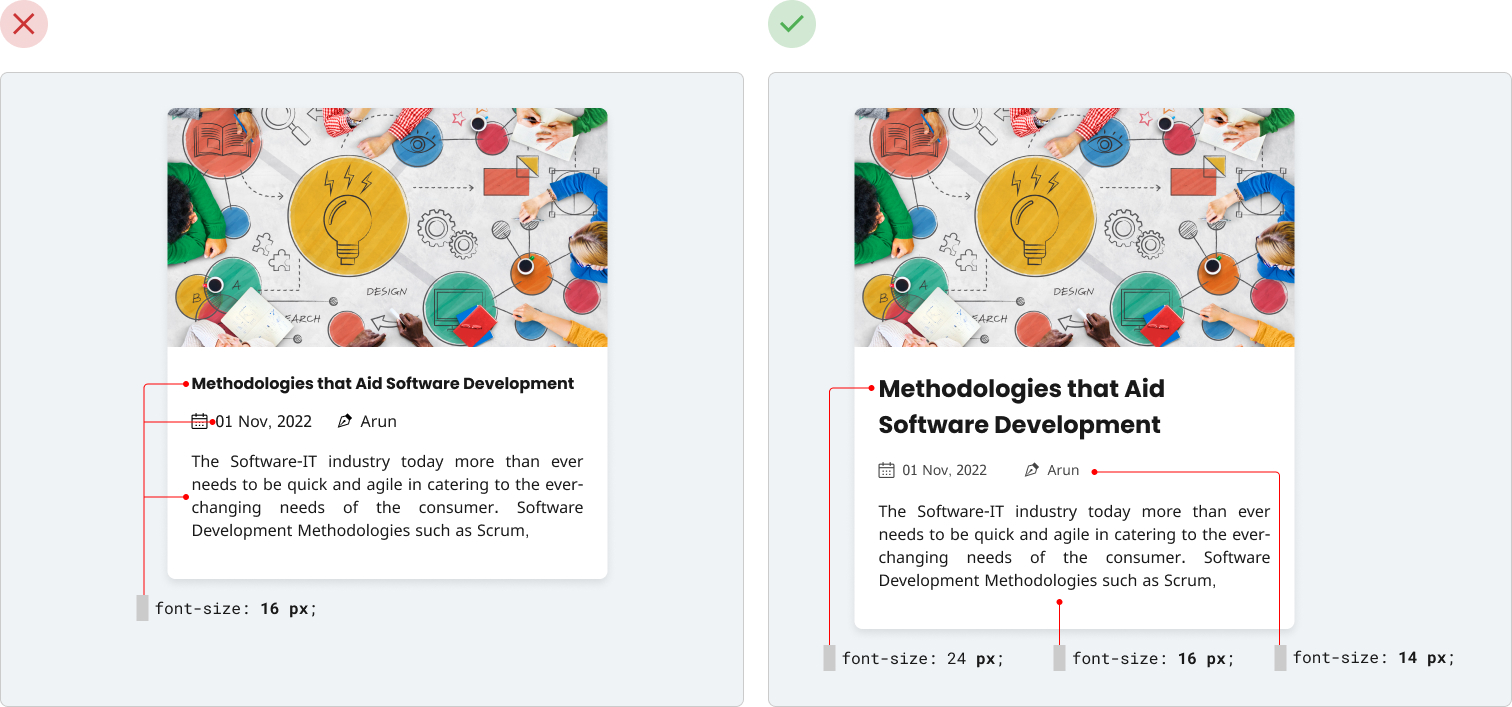 B
A
DESIGN
EARCH
Methodologies that Aid Software Development
01 Nov, 2022 Arun
The Software-IT industry today more than ever
needs to be quick and agile in catering to the ever-
changing needs of the consumer. Software
Development Methodologies such as Scrum,
font-size: 16 px;
B
A
DESIGN
EARCH
Methodologies that Aid
Software Development
01 Nov, 2022 Arun
The Software-IT industry today more than ever
needs to be quick and agile in catering to the ever-
changing needs of the consumer. Software
Development Methodologies such as Scrum,
font-size: 24 px;
font-size: 16 px;
font-size: 14 px;